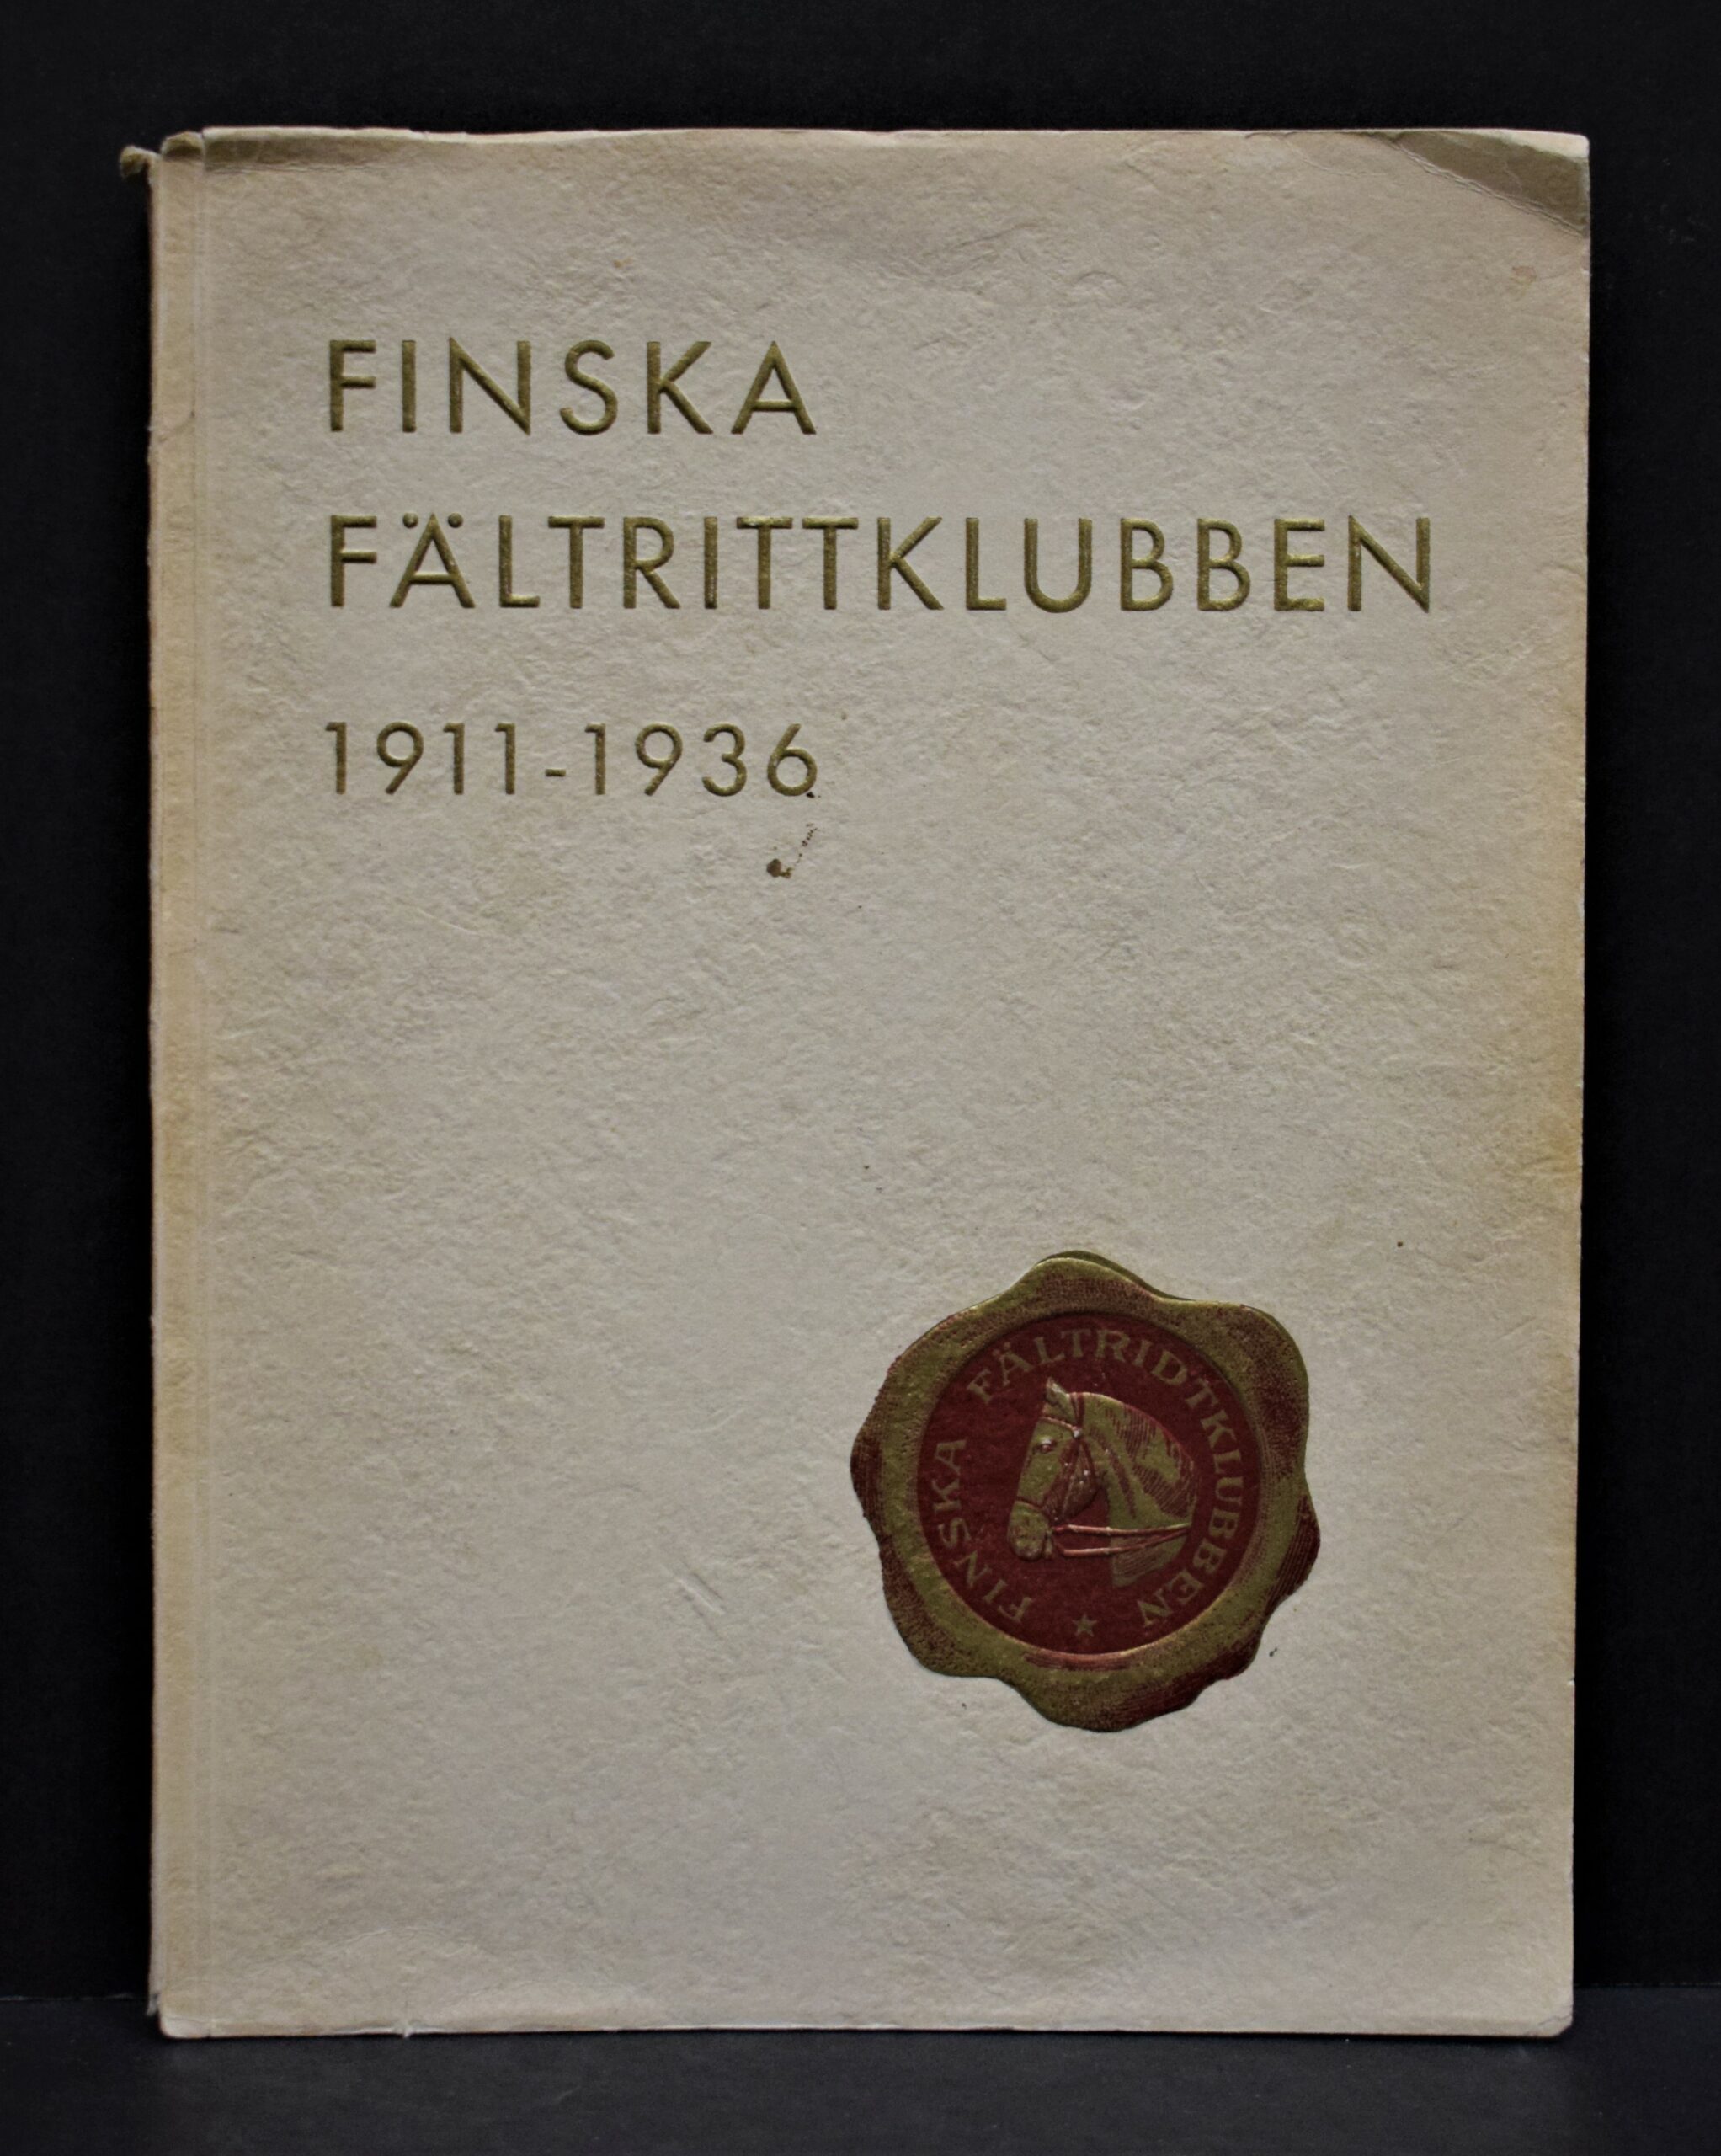 FINSKA
FÄLTRITTKLUBBEN
1911-1936
FINSKA FÄLTRIDTKLUBBEN